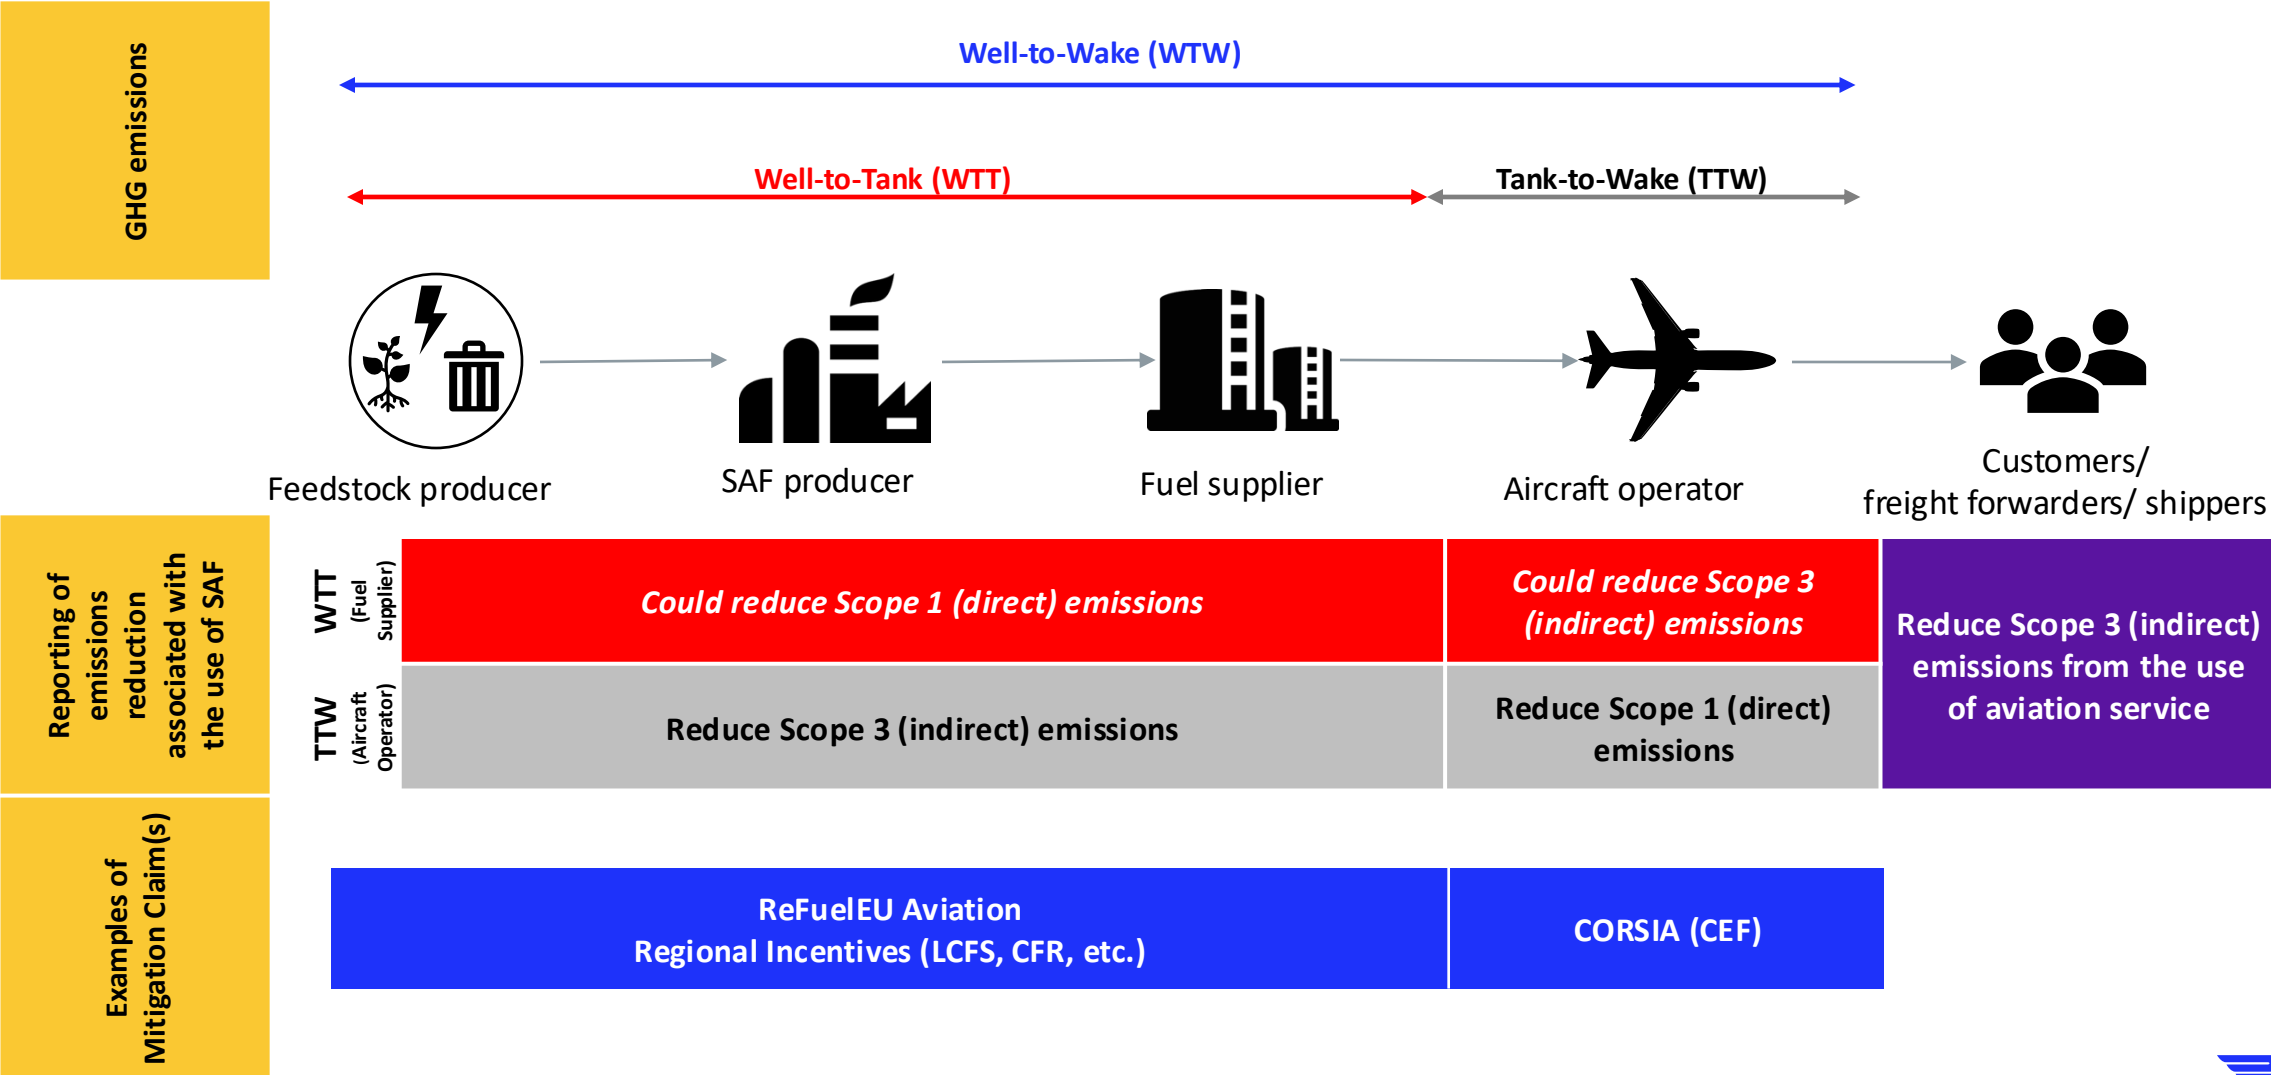 GHG emissions
Well-to-Wake (WTW)
Well-to-Tank (WTT)
Tank-to-Wake (TTW)
Feedstock producer
SAF producer
Fuel supplier
Aircraft operator
Customers/
freight forwarders/ shippers
Reporting of
emissions
reduction
associated with
the use of SAF
WTT
(Fuel
Supplier)
Could reduce Scope 1 (direct) emissions
Could reduce Scope 3
(indirect) emissions
TTW
(Aircraft
Operator)
Reduce Scope 3 (indirect) emissions
Reduce Scope 1 (direct)
emissions
Reduce Scope 3 (indirect)
emissions from the use
of aviation service
Examples of
Mitigation Claim(s)
ReFuelEU Aviation
Regional Incentives (LCFS, CFR, etc.)
CORSIA (CEF)